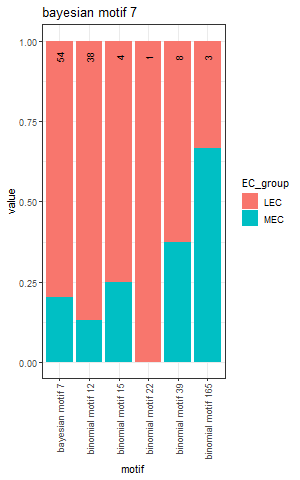 bayesian motif 7
1.00
0.75
0.50
0.25
0.00
value
54
38
4
1
8
3
bayesian motif 7
binomial motif 12
binomial motif 15
binomial motif 22
binomial motif 39
binomial motif 165
motif
EC_group
LEC
MEC